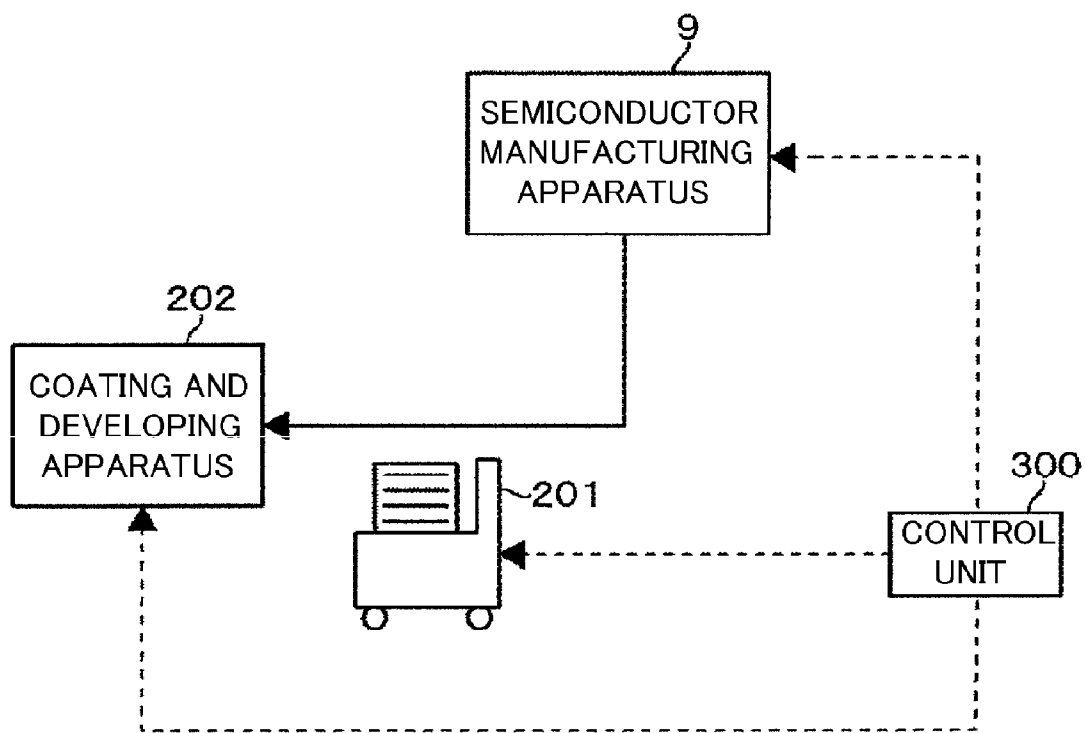 9
SEMICONDUCTOR
MANUFACTURING
APPARATUS
202
COATING AND
DEVELOPING
APPARATUS
201
300
CONTROL
UNIT